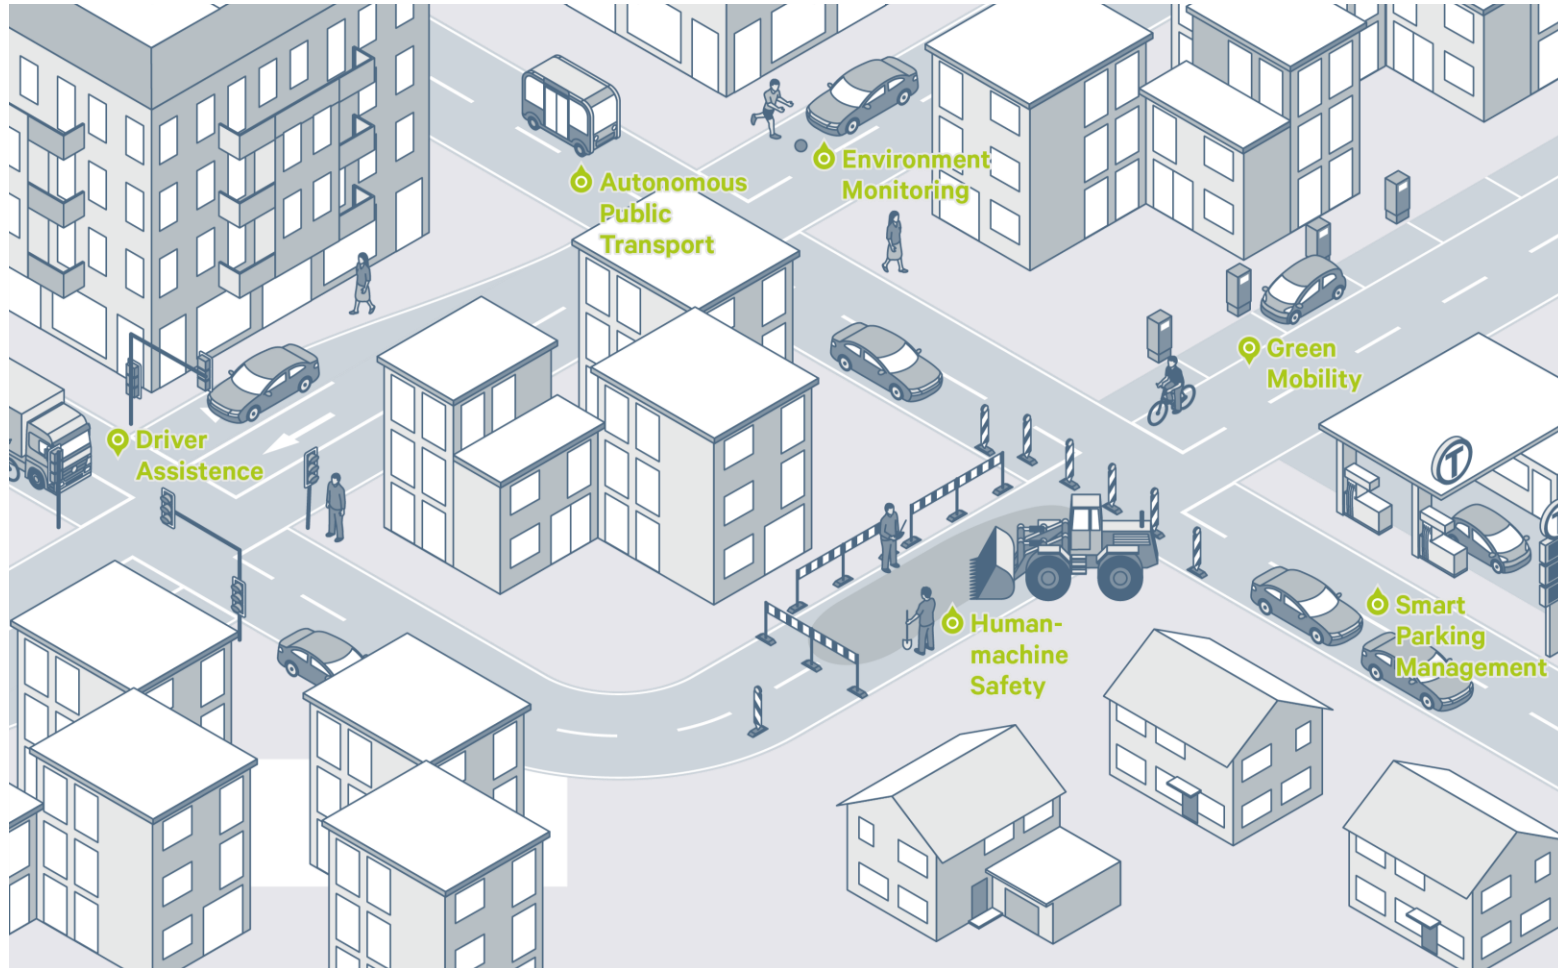 Environment
Monitoring
Autonomous
Public
Transport
Green
Mobility
Driver
Assistence
T
Smart
Parking
Management
Human-
machine
Safety